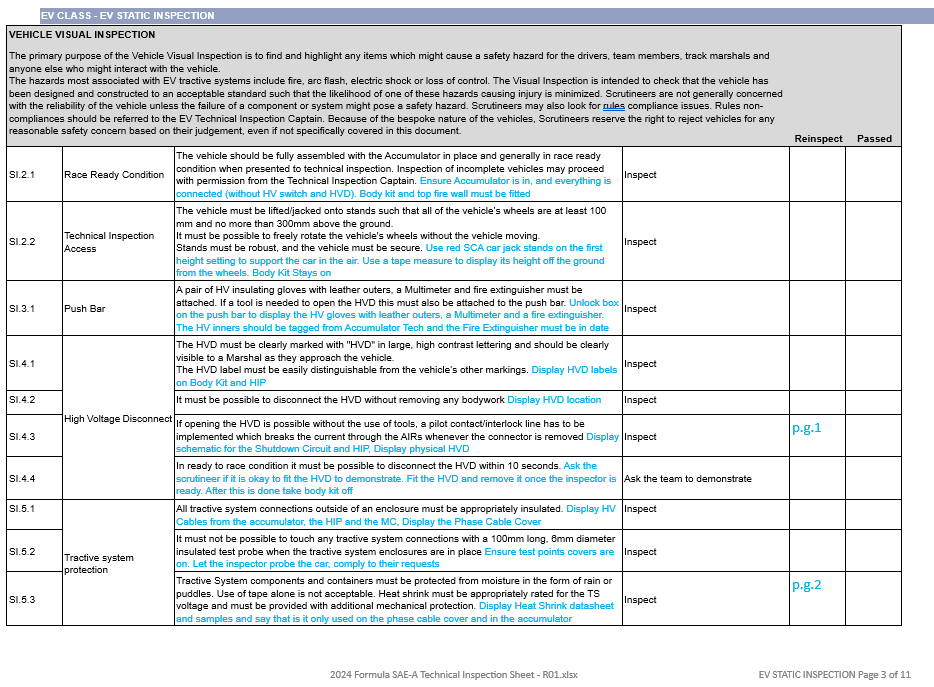 EV CLASS - EV STATIC INSPECTION
VEHICLE VISUAL INSPECTION
The primary purpose of the Vehicle Visual Inspection is to find and highlight any items which might cause a safety hazard for the drivers, team members, track marshals and
anyone else who might interact with the vehicle.
The hazards most associated with EV tractive systems include fire, arc flash, electric shock or loss of control. The Visual Inspection is intended to check that the vehicle has
been designed and constructed to an acceptable standard such that the likelihood of one of these hazards causing injury is minimized. Scrutineers are not generally concerned
with the reliability of the vehicle unless the failure of a component or system might pose a safety hazard. Scrutineers may also look for rules compliance issues. Rules non-
compliances should be referred to the EV Technical Inspection Captain. Because of the bespoke nature of the vehicles, Scrutineers reserve the right to reject vehicles for any
reasonable safety concern based on their judgement, even if not specifically covered in this document.
Reinspect Passed
SI.2.1
Race Ready Condition
The vehicle should be fully assembled with the Accumulator in place and generally in race ready
condition when presented to technical inspection. Inspection of incomplete vehicles may proceed
with permission from the Technical Inspection Captain. Ensure Accumulator is in, and everything is
connected (without HV switch and HVD). Body kit and top fire wall must be fitted
Inspect
SI.2.2
Technical Inspection
Access
The vehicle must be lifted/jacked onto stands such that all of the vehicle's wheels are at least 100
mm and no more than 300mm above the ground.
It must be possible to freely rotate the vehicle's wheels without the vehicle moving.
Stands must be robust, and the vehicle must be secure. Use red SCA car jack stands on the first
height setting to support the car in the air. Use a tape measure to display its height off the ground
from the wheels. Body Kit Stays on
Inspect
SI.3.1
Push Bar
A pair of HV insulating gloves with leather outers, a Multimeter and fire extinguisher must be
attached. If a tool is needed to open the HVD this must also be attached to the push bar. Unlock box
on the push bar to display the HV gloves with leather outers, a Multimeter and a fire extinguisher.
The HV inners should be tagged from Accumulator Tech and the Fire Extinguisher must be in date
Inspect
SI.4.1
High Voltage Disconnect
The HVD must be clearly marked with "HVD" in large, high contrast lettering and should be clearly
visible to a Marshal as they approach the vehicle.
The HVD label must be easily distinguishable from the vehicle's other markings. Display HVD labels
on Body Kit and HIP
Inspect
SI.4.2
It must be possible to disconnect the HVD without removing any bodywork Display HVD location
Inspect
SI.4.3
If opening the HVD is possible without the use of tools, a pilot contact/interlock line has to be
implemented which breaks the current through the AIRs whenever the connector is removed Display
schematic for the Shutdown Circuit and HIP, Display physical HVD
Inspect
p.g.1
SI.4.4
In ready to race condition it must be possible to disconnect the HVD within 10 seconds. Ask the
scrutineer if it is okay to fit the HVD to demonstrate. Fit the HVD and remove it once the inspector is
ready. After this is done take body kit off
Ask the team to demonstrate
SI.5.1
Tractive system
protection
All tractive system connections outside of an enclosure must be appropriately insulated. Display HV
Cables from the accumulator, the HIP and the MC, Display the Phase Cable Cover
Inspect
SI.5.2
It must not be possible to touch any tractive system connections with a 100mm long, 6mm diameter
insulated test probe when the tractive system enclosures are in place Ensure test points covers are
on. Let the inspector probe the car, comply to their requests
Inspect
SI.5.3
Tractive System components and containers must be protected from moisture in the form of rain or
puddles. Use of tape alone is not acceptable. Heat shrink must be appropriately rated for the TS
voltage and must be provided with additional mechanical protection. Display Heat Shrink datasheet
and samples and say that is it only used on the phase cable cover and in the accumulator
Inspect
p.g.2
2024 Formula SAE-A Technical Inspection Sheet - R01.xlsx
EV STATIC INSPECTION Page 3 of 11